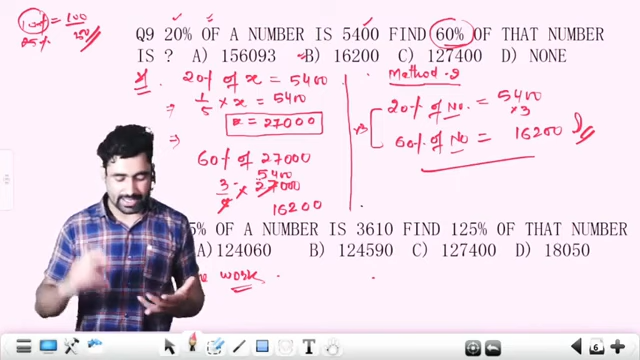 100% = 100
Q9 20% OF A NUMBER IS 5400 FIND 60% OF THAT NUMBER
IS ? A) 156093 B) 16200 C) 127400 D) NONE
20% of x = 5400
⇒ 1/5 × x = 5400
x = 27000
⇒
60% of 27000
5400
3/5 × 27000
16200
Method-2
20% of No. = 5400
×3
×3
60% of No = 16200
5% OF A NUMBER IS 3610 FIND 125% OF THAT NUMBER
A) 124060 B) 124590 C) 127400 D) 18050
work
T
6